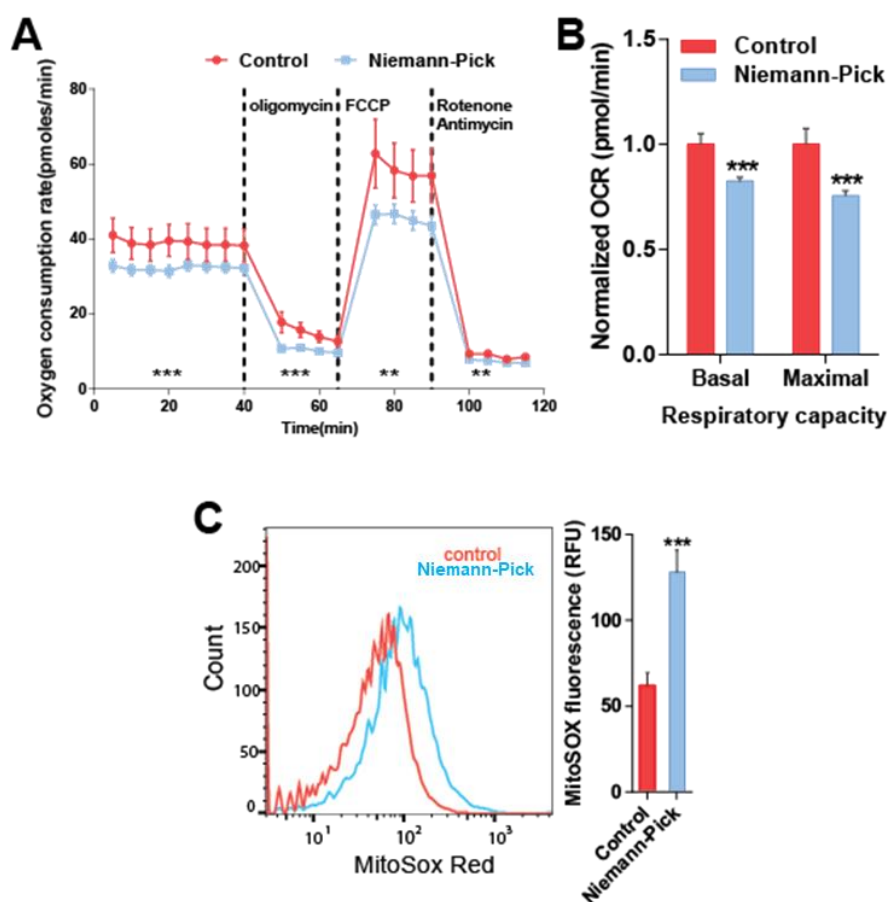 A
Control
Niemann-Pick
Oxygen consumption rate(pmoles/min)
80
60
40
20
0
oligomycin
FCCP
Rotenone
Antimycin
***
***
**
**
0
20
40
60
80
100
120
Time(min)
B
Control
Niemann-Pick
Normalized OCR (pmol/min)
1.5
1.0
0.5
0.0
***
***
Basal
Maximal
Respiratory capacity
C
control
Niemann-Pick
Count
200
150
100
50
0
10¹
10²
10³
MitoSox Red
MitoSOX fluorescence (RFU)
150
100
50
0
***
Control
Niemann-Pick